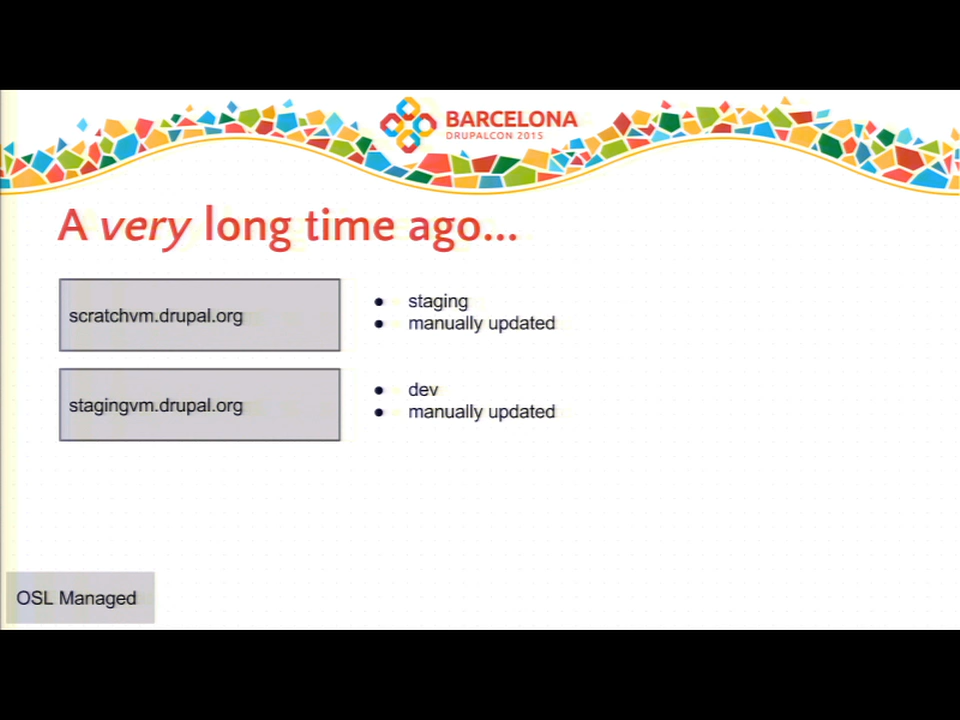 BARCELONA
DRUPALCON 2015
A very long time ago...
scratchvm.drupal.org
● staging
● manually updated
stagingvm.drupal.org
● dev
● manually updated
OSL Managed